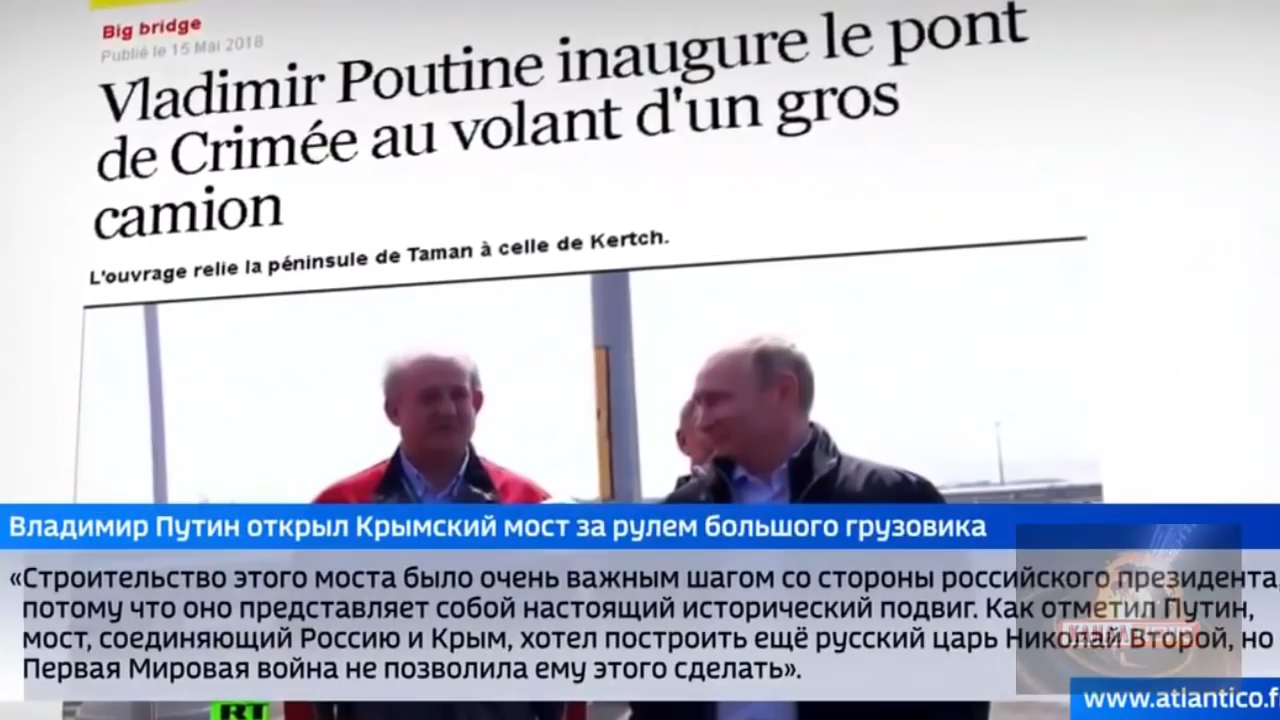 Big bridge
Publié le 15 Mai 2018
Vladimir Poutine inaugure le pont
de Crimée au volant d'un gros
camion
L'ouvrage relie la péninsule de Taman à celle de Kertch.
Владимир Путин открыл Крымский мост за рулем большого грузовика
«Строительство этого моста было очень важным шагом со стороны российского президента,
потому что оно представляет собой настоящий исторический подвиг. Как отметил Путин,
мост, соединяющий Россию и Крым, хотел построить ещё русский царь Николай Второй, но
Первая Мировая война не позволила ему этого сделать».
RT
www.atlantico.f